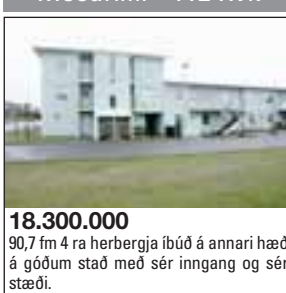 18.300.000
90,7 fm 4 ra herbergja íbúð á annari hæð
á góðum stað með sér inngang og sér
stæði.